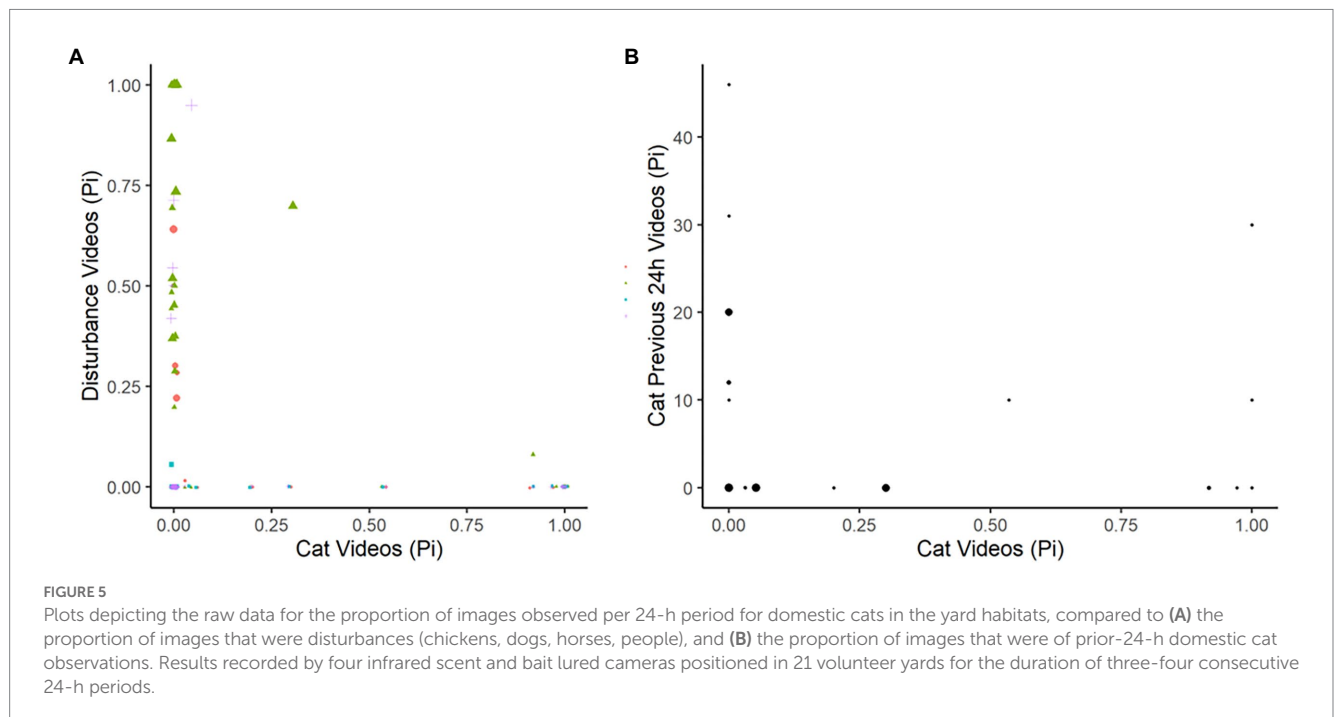 A
Disturbance Videos (Pi)
1.00
0.75
0.50
0.25
0.00
0.00 0.25 0.50 0.75 1.00
Cat Videos (Pi)
B
Cat Previous 24h Videos (Pi)
40
30
20
10
0
0.00 0.25 0.50 0.75 1.00
Cat Videos (Pi)
FIGURE 5
Plots depicting the raw data for the proportion of images observed per 24-h period for domestic cats in the yard habitats, compared to (A) the
proportion of images that were disturbances (chickens, dogs, horses, people), and (B) the proportion of images that were of prior-24-h domestic cat
observations. Results recorded by four infrared scent and bait lured cameras positioned in 21 volunteer yards for the duration of three-four consecutive
24-h periods.